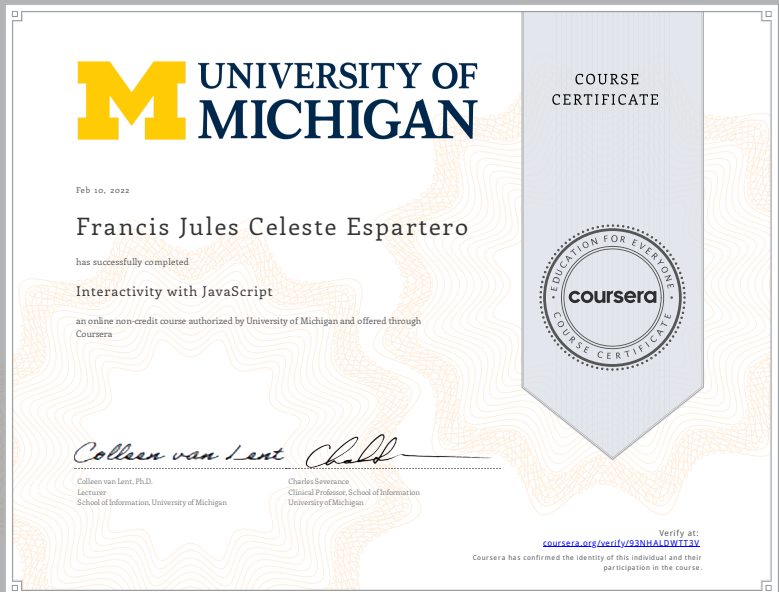 M UNIVERSITY OF
MICHIGAN
COURSE
CERTIFICATE
Feb 10, 2022
Francis Jules Celeste Espartero
has successfully completed
Interactivity with JavaScript
an online non-credit course authorized by University of Michigan and offered through
Coursera
EDUCATION FOR EVERYONE
coursera
COURSE CERTIFICATE
Colleen van Lent
Colleen van Lent, Ph.D.
Lecturer
School of Information, University of Michigan
Charles Severance
Clinical Professor, School of Information
University of Michigan
Verify at:
coursera.org/verify/93NHALDWTT3V
Coursera has confirmed the identity of this individual and their
participation in the course.